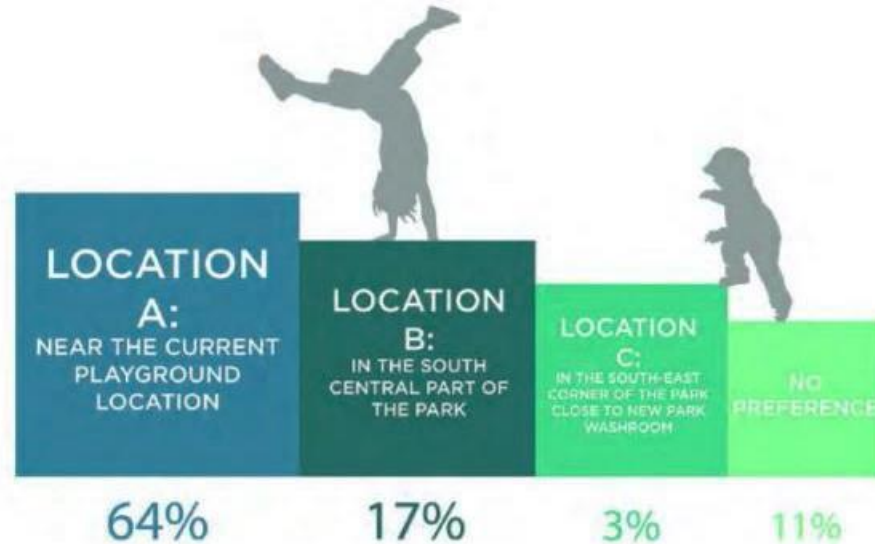 LOCATION
A:
NEAR THE CURRENT
PLAYGROUND
LOCATION
64%
LOCATION
B:
IN THE SOUTH
CENTRAL PART OF
THE PARK
17%
LOCATION
C:
IN THE SOUTH-EAST
CORNER OF THE PARK
CLOSE TO NEW PARK
WASHROOM
3%
NO
PREFERENCE
11%